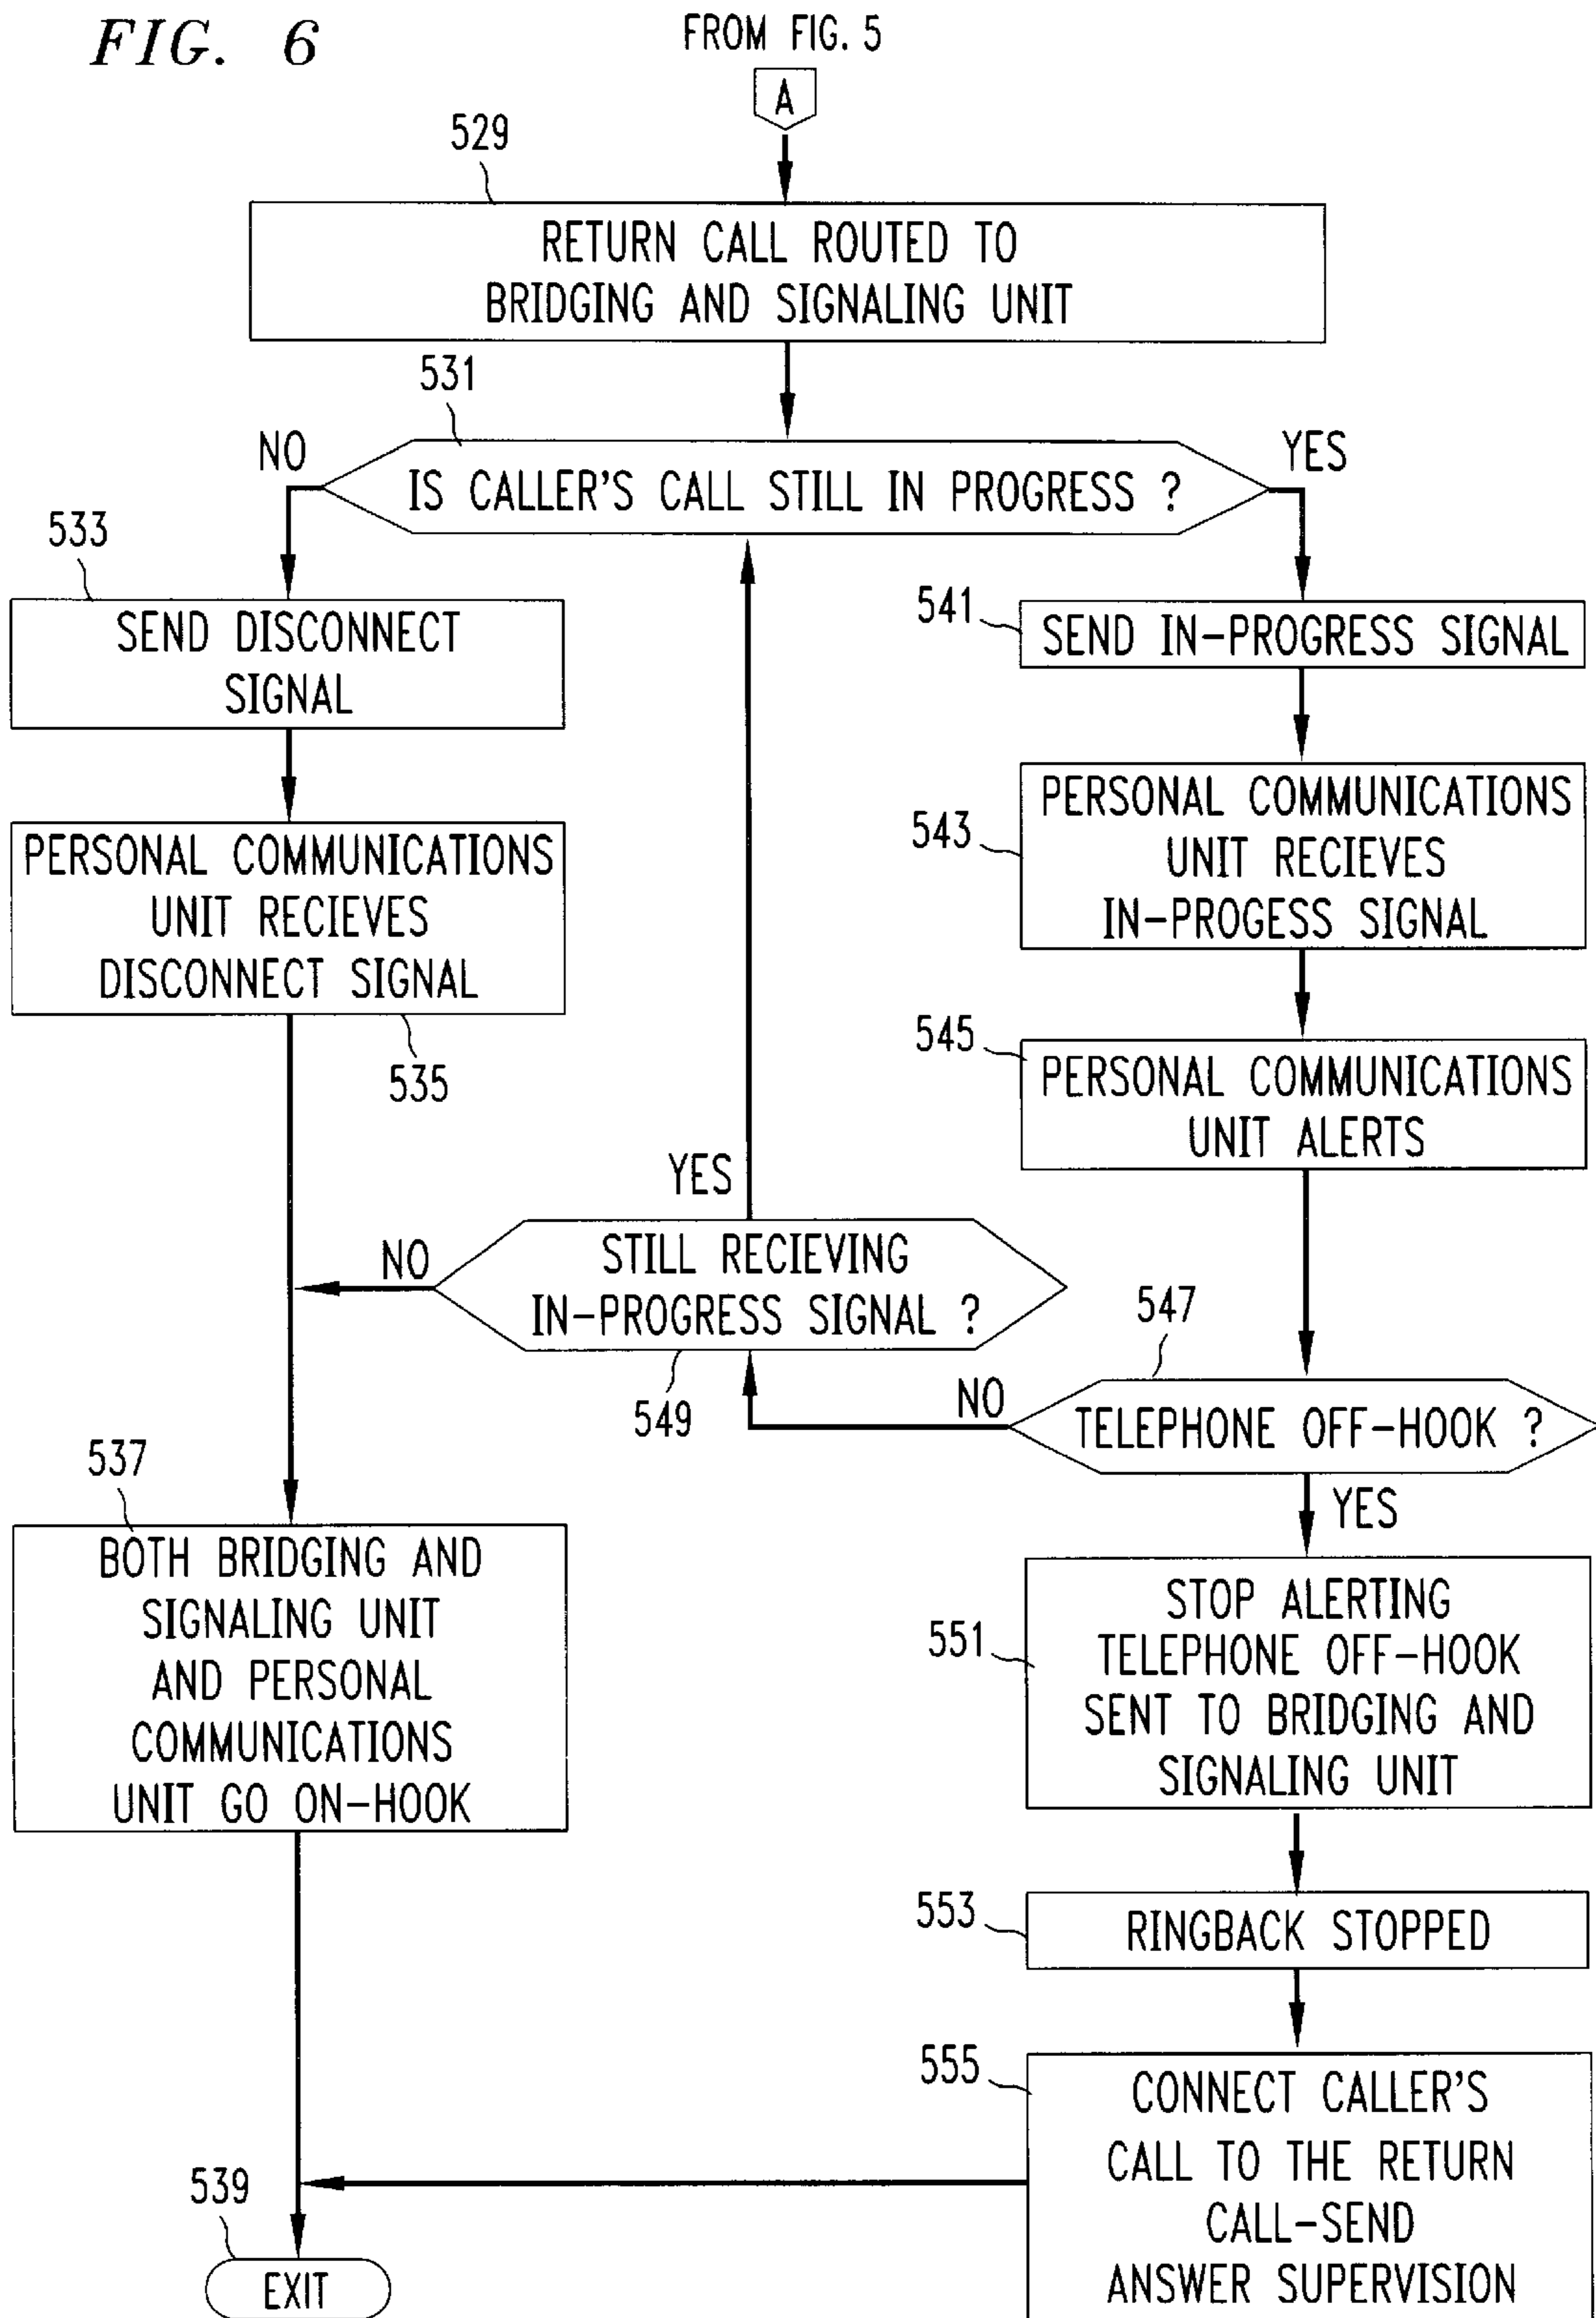 FIG. 6
FROM FIG. 5
A
529
RETURN CALL ROUTED TO
BRIDGING AND SIGNALING UNIT
531
NO
IS CALLER'S CALL STILL IN PROGRESS ?
YES
533
SEND DISCONNECT
SIGNAL
541
SEND IN-PROGRESS SIGNAL
PERSONAL COMMUNICATIONS
UNIT RECIEVES
DISCONNECT SIGNAL
535
543
PERSONAL COMMUNICATIONS
UNIT RECIEVES
IN-PROGESS SIGNAL
545
PERSONAL COMMUNICATIONS
UNIT ALERTS
YES
NO
STILL RECIEVING
IN-PROGRESS SIGNAL ?
549
547
NO
TELEPHONE OFF-HOOK ?
YES
537
BOTH BRIDGING AND
SIGNALING UNIT
AND PERSONAL
COMMUNICATIONS
UNIT GO ON-HOOK
551
STOP ALERTING
TELEPHONE OFF-HOOK
SENT TO BRIDGING AND
SIGNALING UNIT
553
RINGBACK STOPPED
555
CONNECT CALLER'S
CALL TO THE RETURN
CALL-SEND
ANSWER SUPERVISION
539
EXIT